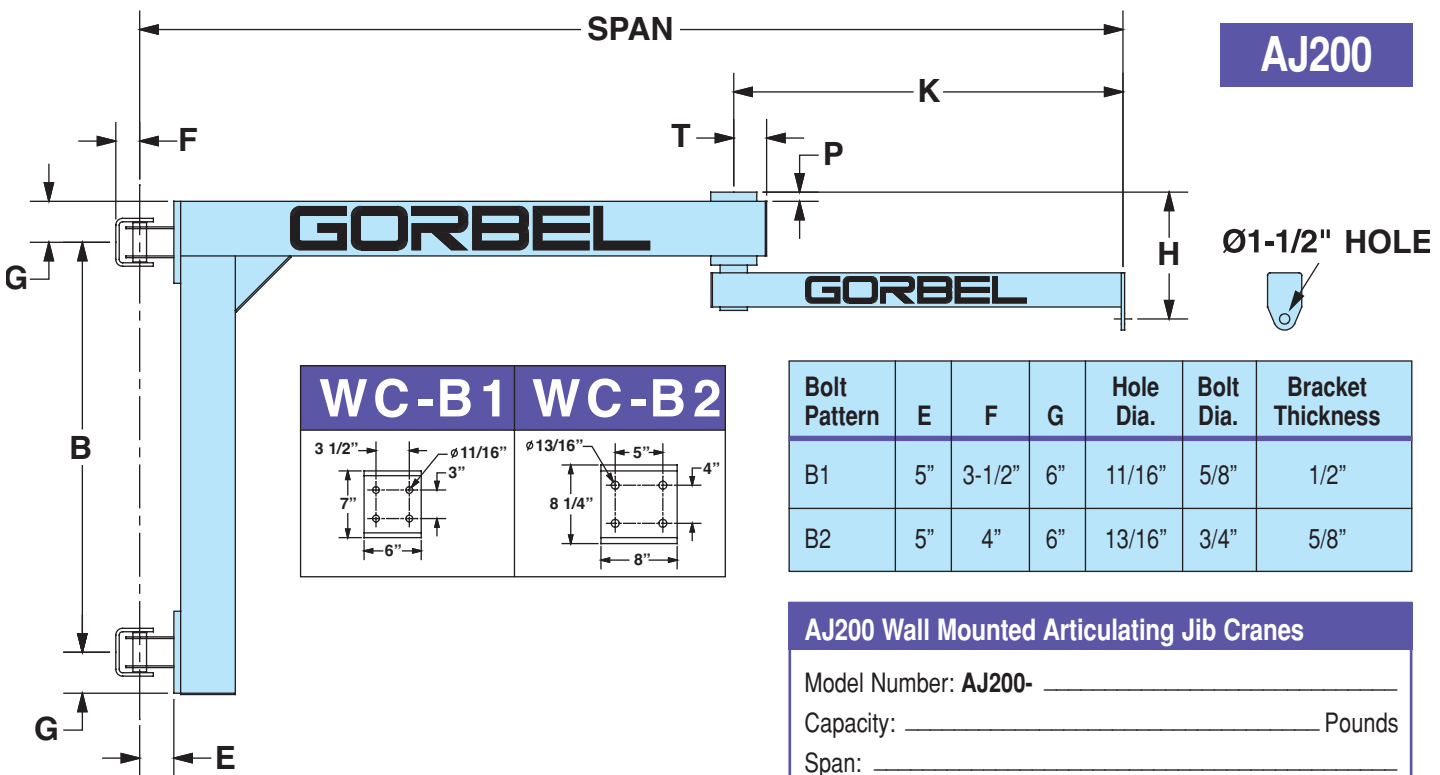 SPAN
AJ200
K
F
T
P
GORBEL
G
H
Ø1-1/2" HOLE
GORBEL
B
WC-B1 WC-B2
3 1/2” ø11/16” 3” 7” 6”
ø13/16” 5” 4” 8 1/4” 8”
Bolt Pattern E F G Hole Dia. Bolt Dia. Bracket Thickness
B1 5” 3-1/2” 6” 11/16” 5/8” 1/2”
B2 5” 4” 6” 13/16” 3/4” 5/8”
G
E
AJ200 Wall Mounted Articulating Jib Cranes
Model Number: AJ200-
Capacity: Pounds
Span: